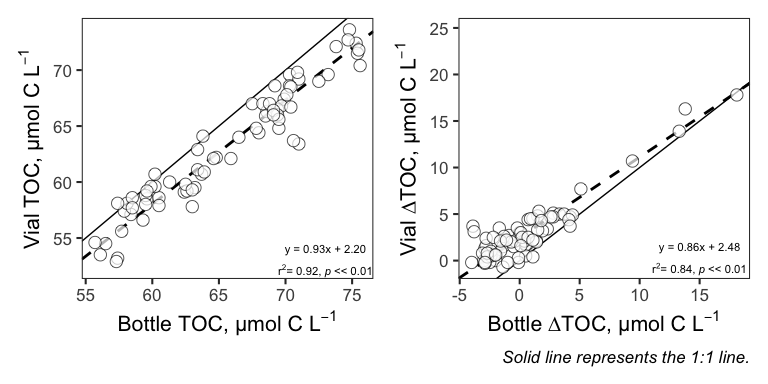 70
65
60
55
55
60
65
70
75
Vial TOC, μmol C L⁻¹
Bottle TOC, μmol C L⁻¹
y = 0.93x + 2.20
r²= 0.92, p << 0.01
25
20
15
10
5
0
-5
0
5
10
15
Vial ΔTOC, μmol C L⁻¹
Bottle ΔTOC, μmol C L⁻¹
y = 0.86x + 2.48
r²= 0.84, p << 0.01
Solid line represents the 1:1 line.